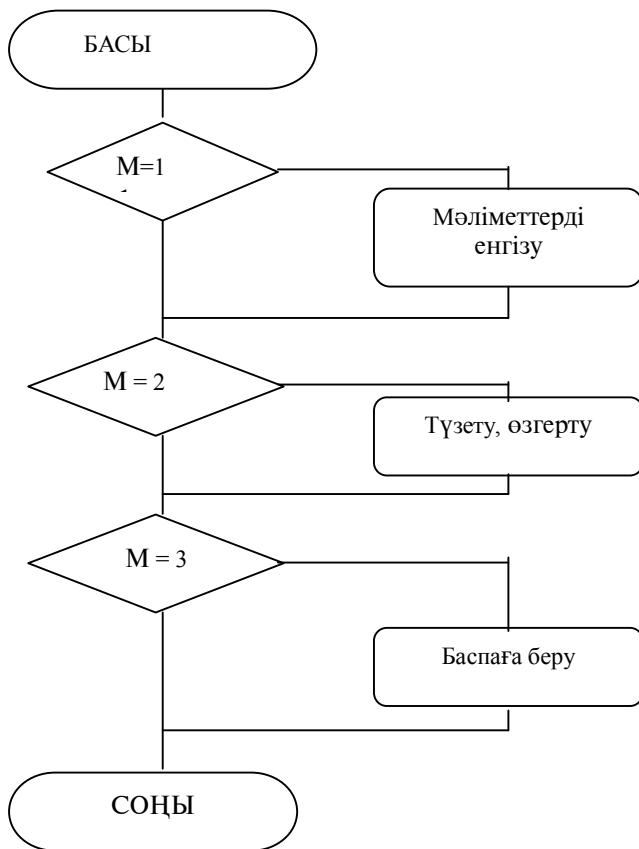 БАСЫ
М=1
Мәліметтерді
енгізу
М = 2
Түзету, өзгерту
М = 3
Баспаға беру
СОҢЫ